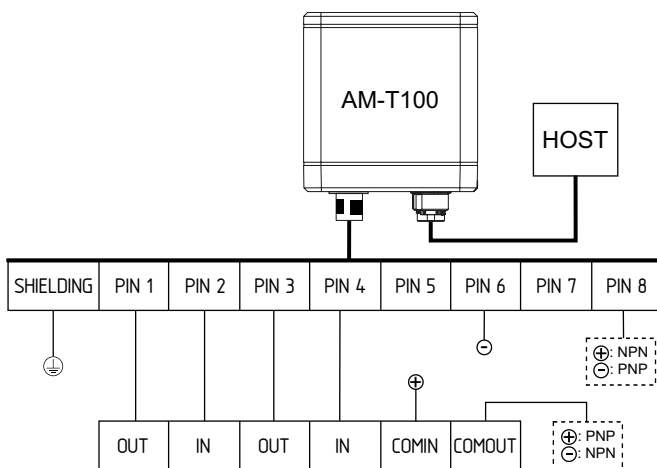 AM-T100
HOST
SHIELDING PIN 1 PIN 2 PIN 3 PIN 4 PIN 5 PIN 6 PIN 7 PIN 8
⊖
⊕: NPN
⊖: PNP
⊕
OUT IN OUT IN COMIN COMOUT
⊕: PNP
⊖: NPN